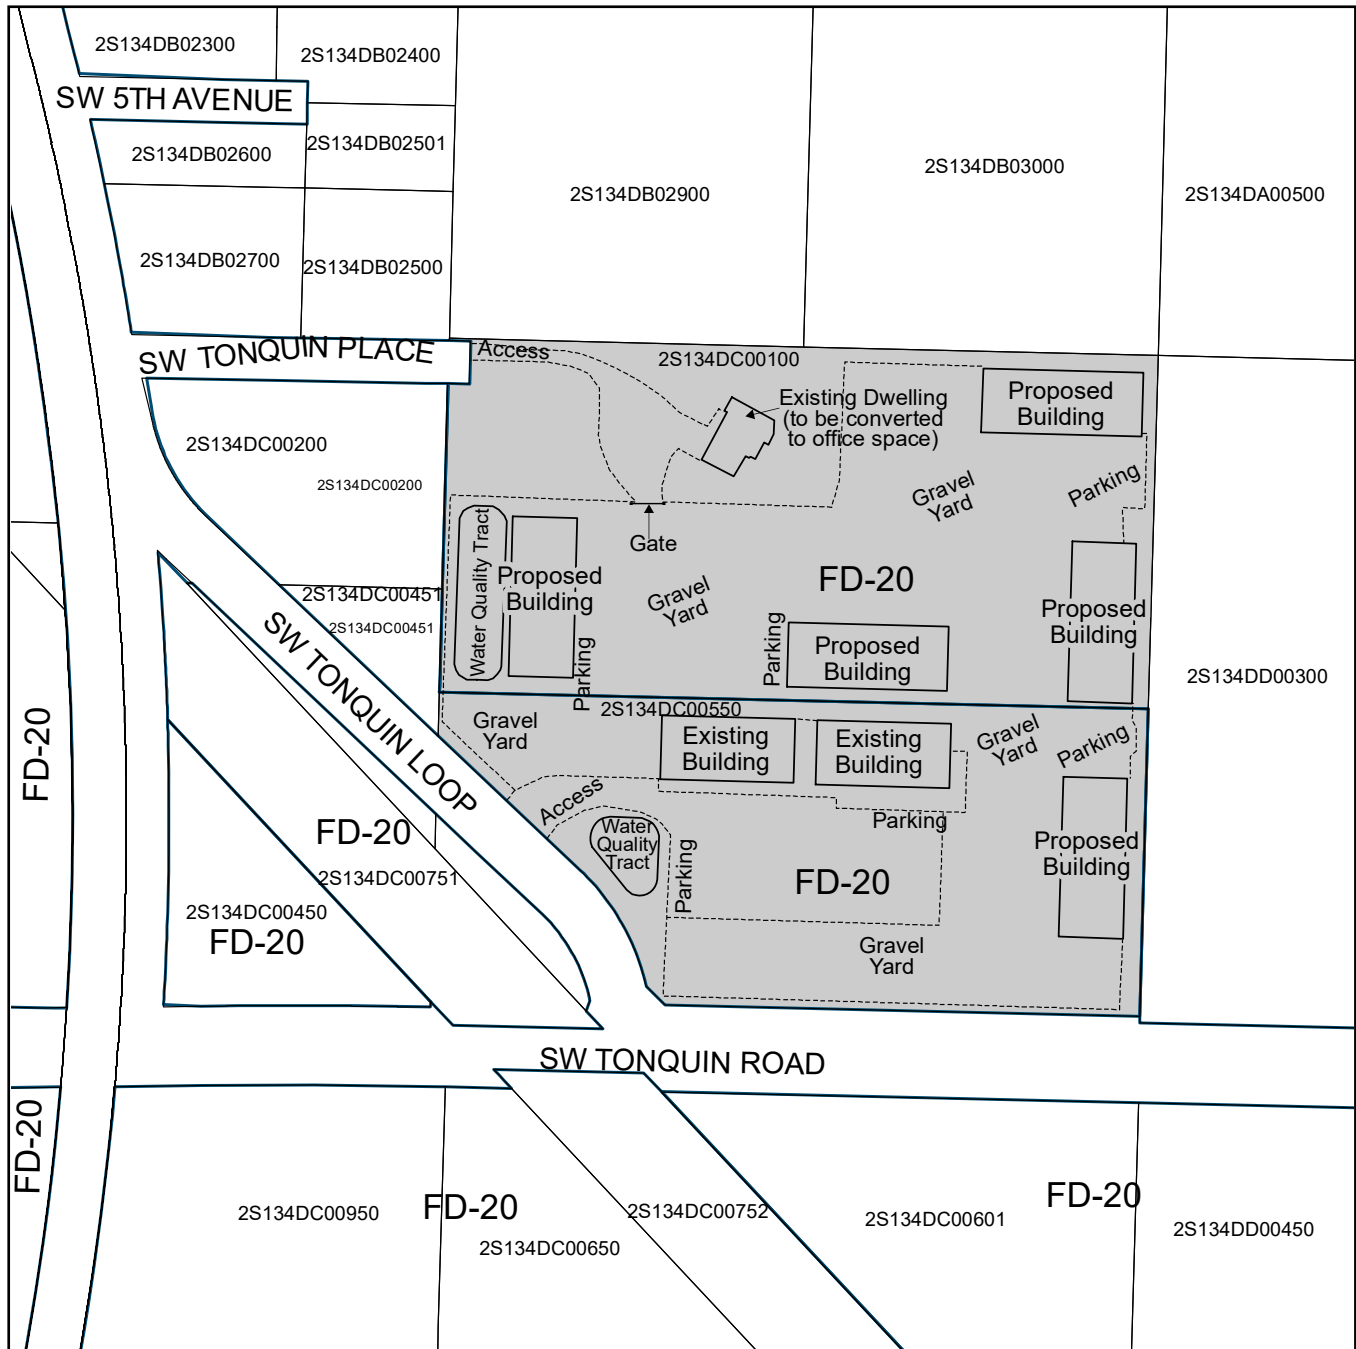 2S134DB02300
2S134DB02400
SW 5TH AVENUE
2S134DB02600
2S134DB02501
2S134DB02900
2S134DB03000
2S134DA00500
2S134DB02700
2S134DB02500
SW TONQUIN PLACE
Access
2S134DC00100
Existing Dwelling
(to be converted
to office space)
Proposed
Building
2S134DC00200
2S134DC00200
Gravel
Yard
Parking
Gate
Water Quality Tract
Proposed
Building
Parking
Gravel
Yard
FD-20
Parking
Proposed
Building
Proposed
Building
2S134DC00451
2S134DC00451
SW TONQUIN LOOP
2S134DD00300
2S134DC00550
Gravel
Yard
Existing
Building
Existing
Building
Gravel
Yard
Parking
FD-20
Access
Water
Quality
Tract
Parking
Parking
Proposed
Building
FD-20
FD-20
2S134DC00751
2S134DC00450
FD-20
Gravel
Yard
SW TONQUIN ROAD
FD-20
2S134DC00950
FD-20
2S134DC00650
2S134DC00752
2S134DC00601
FD-20
2S134DD00450